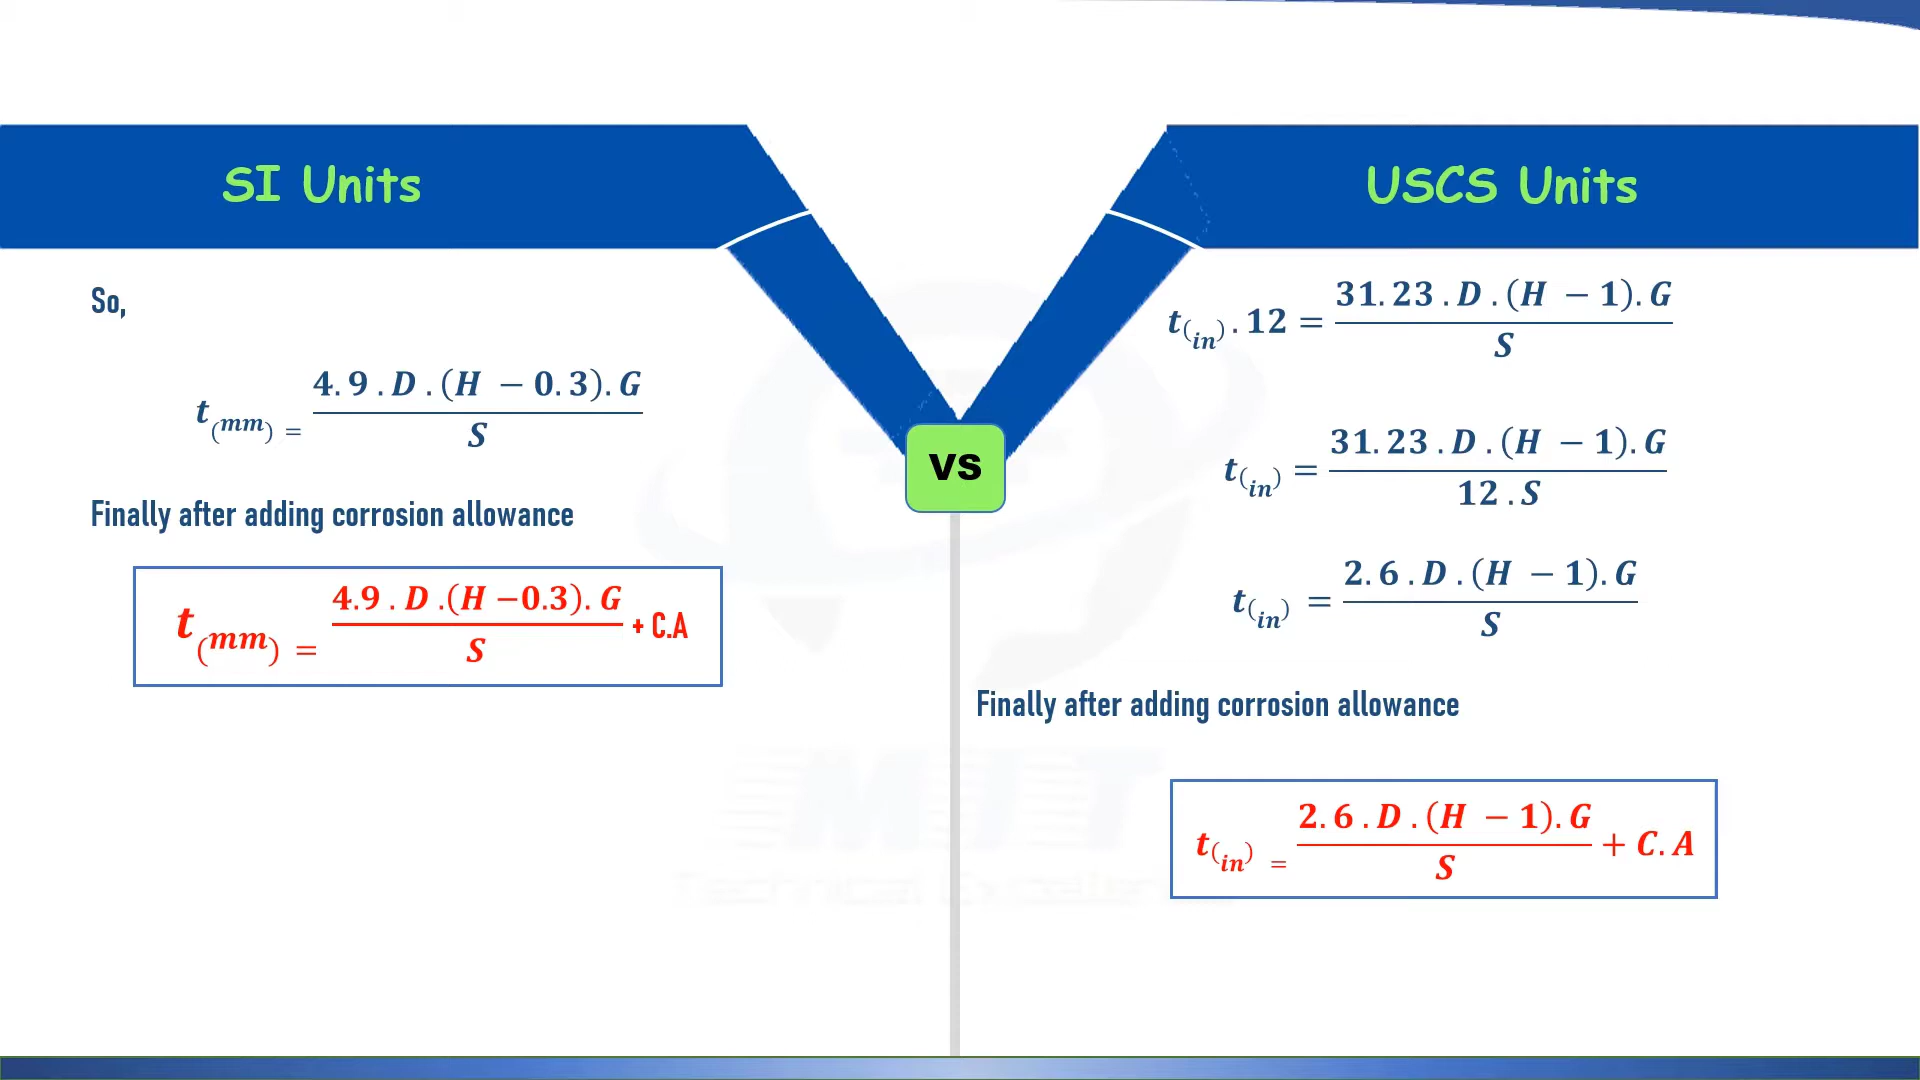 SI Units
So,
t(mm) = 4.9 . D . (H − 0.3). G / S
Finally after adding corrosion allowance
t(mm) = 4.9 . D .(H −0.3). G / S + C.A
VS
USCS Units
t(in) . 12 = 31.23 . D . (H − 1). G / S
t(in) = 31.23 . D . (H − 1). G / 12 . S
t(in) = 2.6 . D . (H − 1). G / S
Finally after adding corrosion allowance
t(in) = 2.6 . D . (H − 1). G / S + C. A
MIT